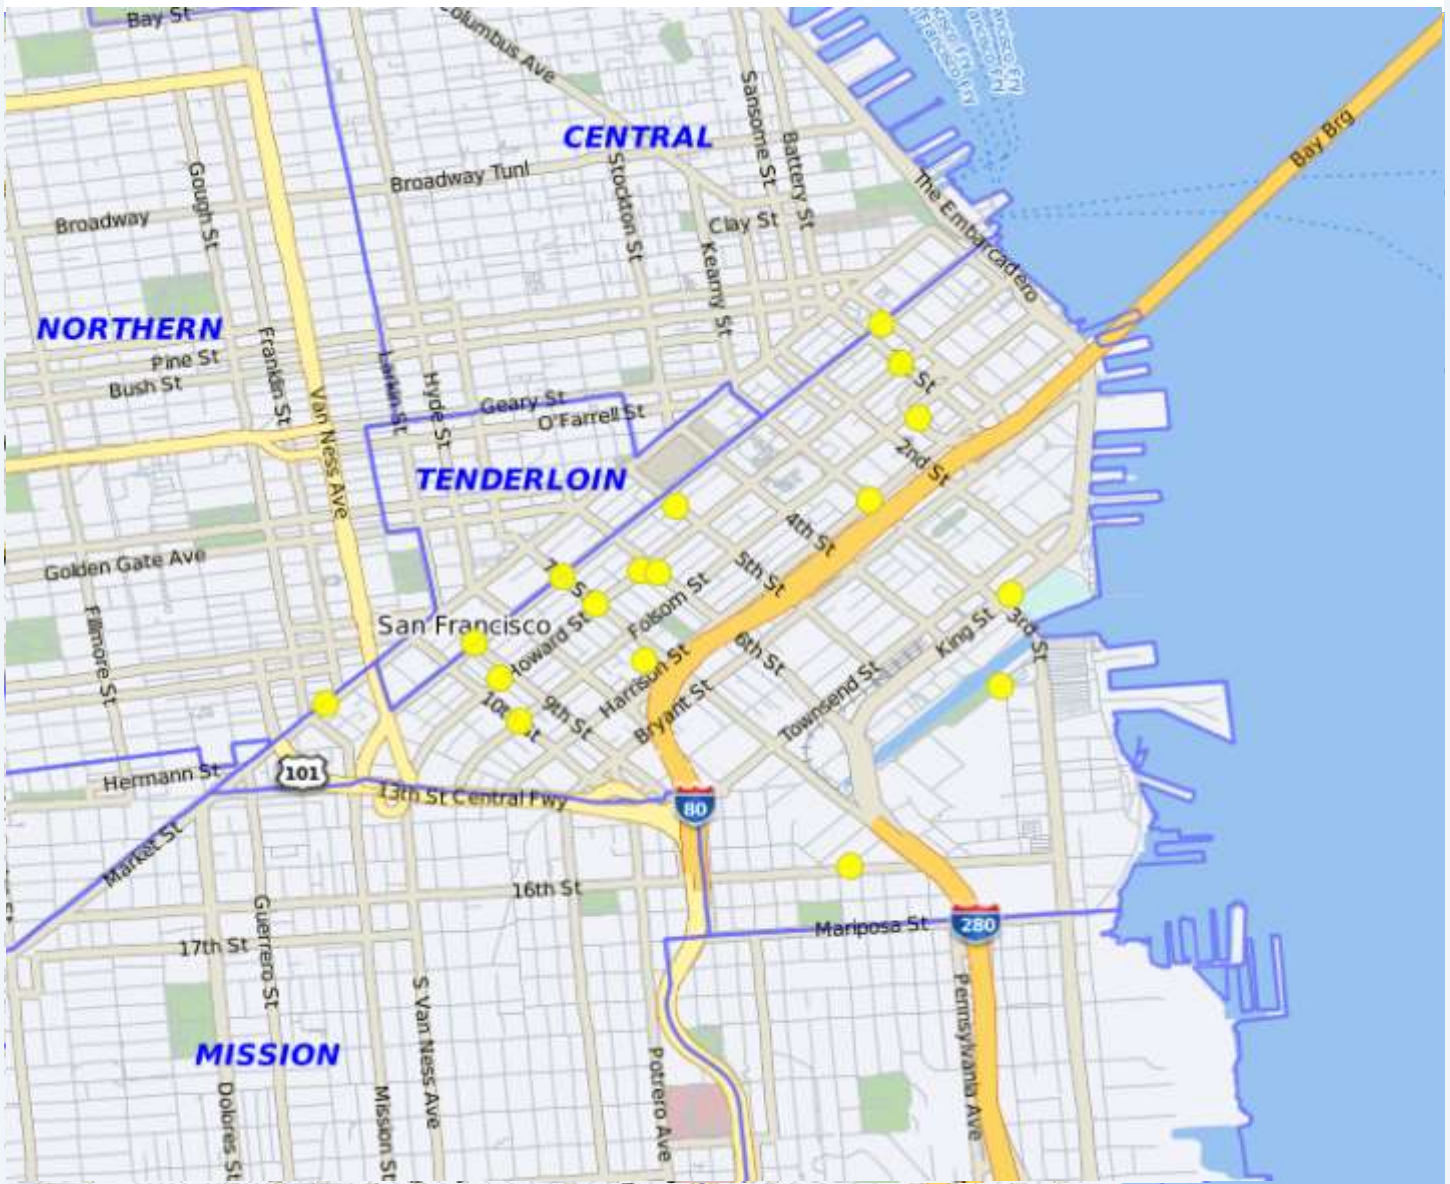 Bay St
Columbus Ave
Sansome St
Battery St
CENTRAL
Stockton St
Broadway Tunl
Gough St
Broadway
Clay St
Kearny St
The Embarcadero
Bay Brg
NORTHERN
Pine St
Bush St
Franklin St
Larkin St
Hyde St
Van Ness Ave
Geary St
O'Farrell St
St
2nd St
TENDERLOIN
4th St
5th St
Golden Gate Ave
Folsom St
Fillmore St
San Francisco
Howard St
6th St
King St
3rd St
Harrison St
Townsend St
9th St
Bryant St
Hermann St
101
13th St Central Fwy
80
Market St
16th St
Guerrero St
17th St
Mariposa St
280
S Van Ness Ave
Pennsylvania Ave
MISSION
Dolores St
Mission St
Potrero Ave